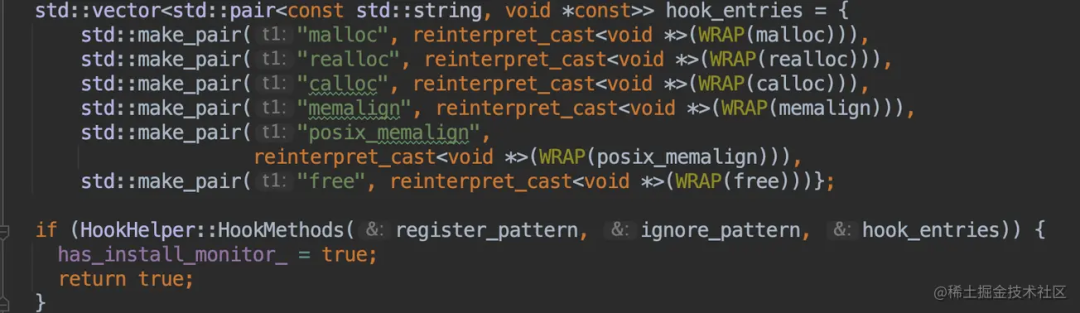 std::vector<std::pair<const std::string, void *const>> hook_entries = {
    std::make_pair( t1: "malloc", reinterpret_cast<void *>(WRAP(malloc))),
    std::make_pair( t1: "realloc", reinterpret_cast<void *>(WRAP(realloc))),
    std::make_pair( t1: "calloc", reinterpret_cast<void *>(WRAP(calloc))),
    std::make_pair( t1: "memalign", reinterpret_cast<void *>(WRAP(memalign))),
    std::make_pair( t1: "posix_memalign",
                   reinterpret_cast<void *>(WRAP(posix_memalign))),
    std::make_pair( t1: "free", reinterpret_cast<void *>(WRAP(free)))};

if (HookHelper::HookMethods( &: register_pattern, &: ignore_pattern, &: hook_entries)) {
  has_install_monitor_ = true;
  return true;
}
@稀土掘金技术社区